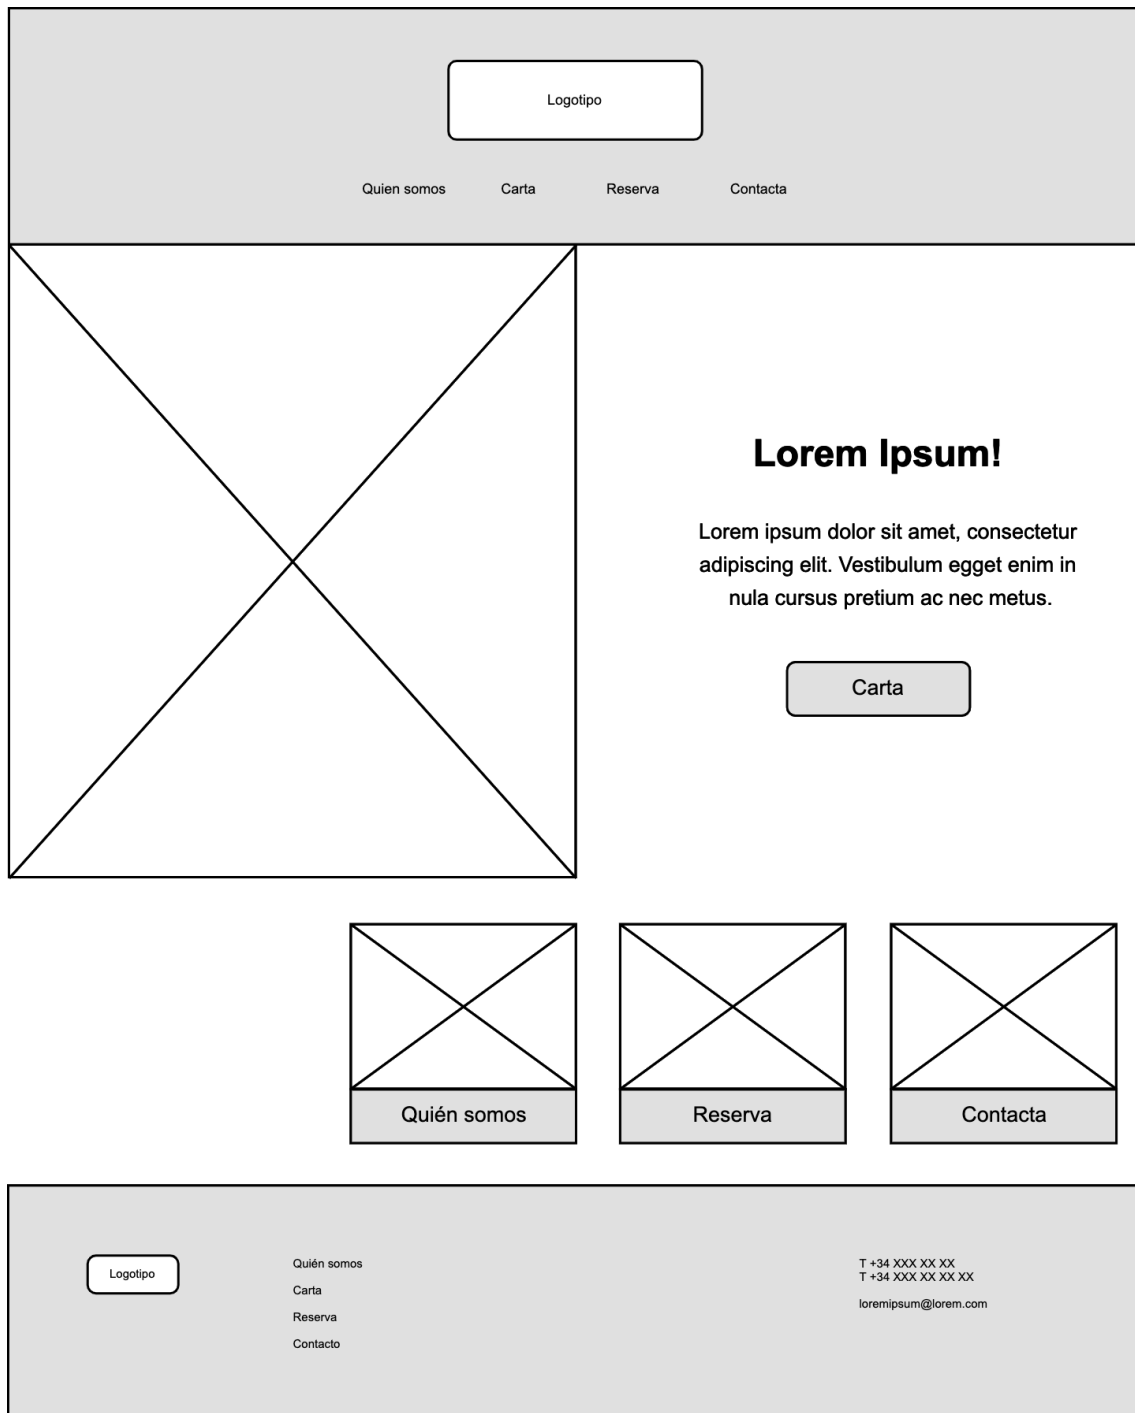 Logotipo
Quien somos
Carta
Reserva
Contacta
Lorem Ipsum!
Lorem ipsum dolor sit amet, consectetur
adipiscing elit. Vestibulum egget enim in
nula cursus pretium ac nec metus.
Carta
Quién somos
Reserva
Contacta
Logotipo
Quién somos
Carta
Reserva
Contacto
T +34 XXX XX XX
T +34 XXX XX XX XX
loremipsum@lorem.com